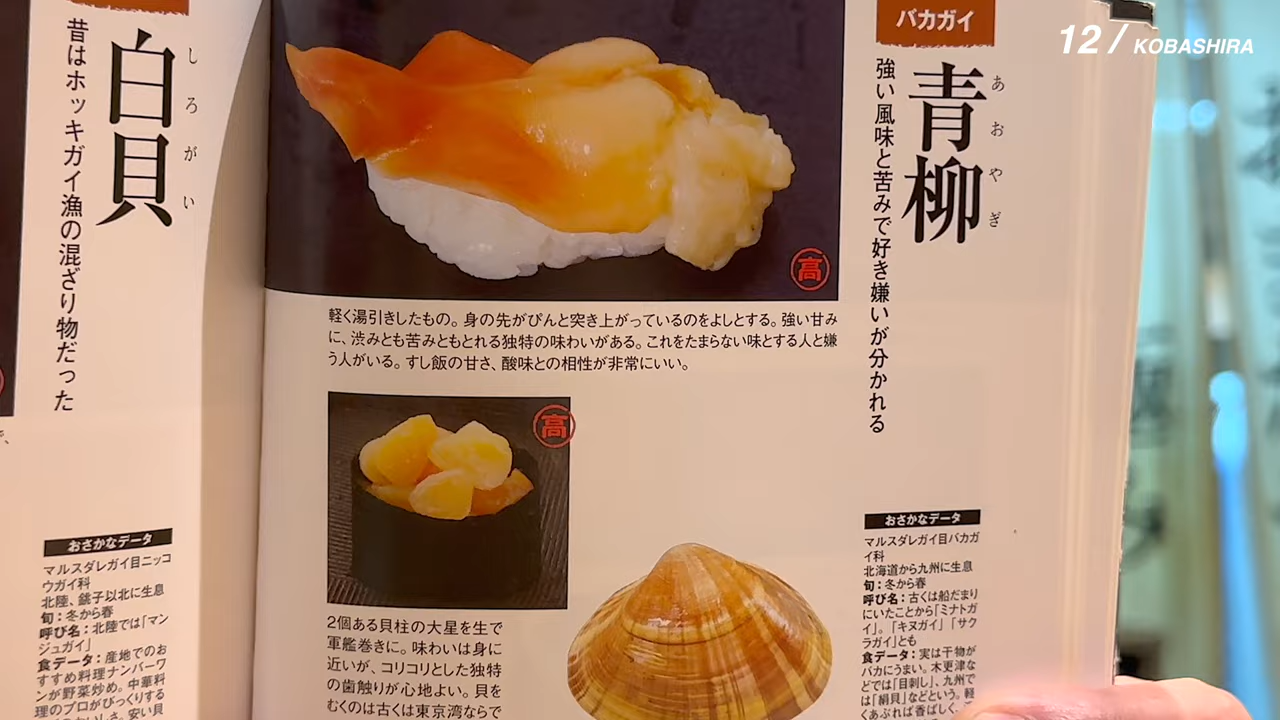 12 / KOBASHIRA
バカガイ
青柳
あおやぎ
強い風味と苦みで好き嫌いが分かれる
高
軽く湯引きしたもの。身の先がぴんと突き上がっているのをよしとする。強い甘み
に、渋みとも苦みともとれる独特の味わいがある。これをたまらない味とする人と嫌
う人がいる。すし飯の甘さ、酸味との相性が非常にいい。
高
2個ある貝柱の大星を生で
軍艦巻きに。味わいは身に
近いが、コリコリとした独特
の歯触りが心地よい。貝を
むくのは古くは東京湾ならで
おさかなデータ
マルスダレガイ目バカガ
イ科
北海道から九州に生息
旬：冬から春
呼び名：古くは船だまり
にいたことから「ミナトガ
イ」。「キヌガイ」「サク
ラガイ」とも
食データ：実は干物が
バカにうまい。木更津な
どでは「目刺し」、九州で
は「絹貝」などという。軽
くあぶれば香ばしく、
白貝
しろがい
昔はホッキガイ漁の混ざり物だった
おさかなデータ
マルスダレガイ目ニッコ
ウガイ科
北陸、銚子以北に生息
旬：冬から春
呼び名：北陸では「マン
ジュガイ」
食データ：産地でのお
すすめ料理ナンバーワ
ンが野菜炒め。中華料
理のプロがびっくりする